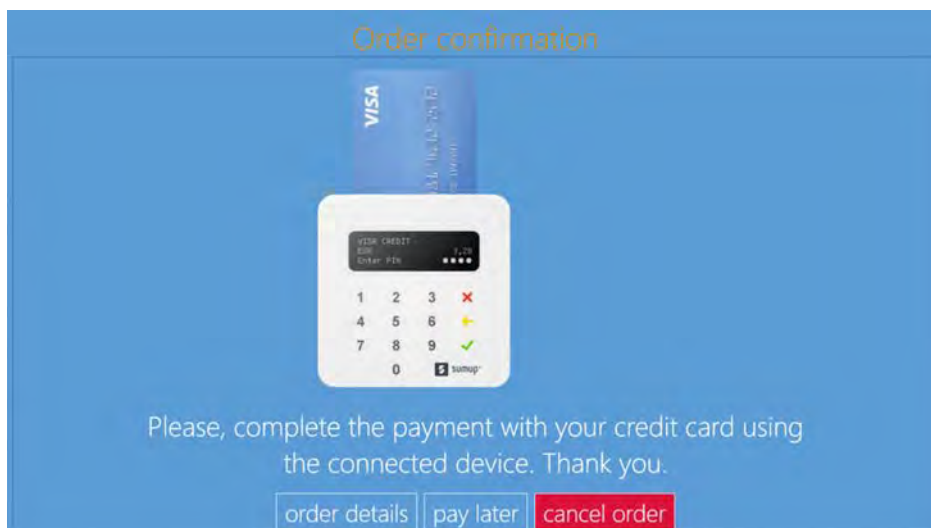 Order confirmation
VISA
VISA CREDIT
Enter PIN
1 2 3
4 5 6
7 8 9
0 sumup
Please, complete the payment with your credit card using
the connected device. Thank you.
order details pay later cancel order